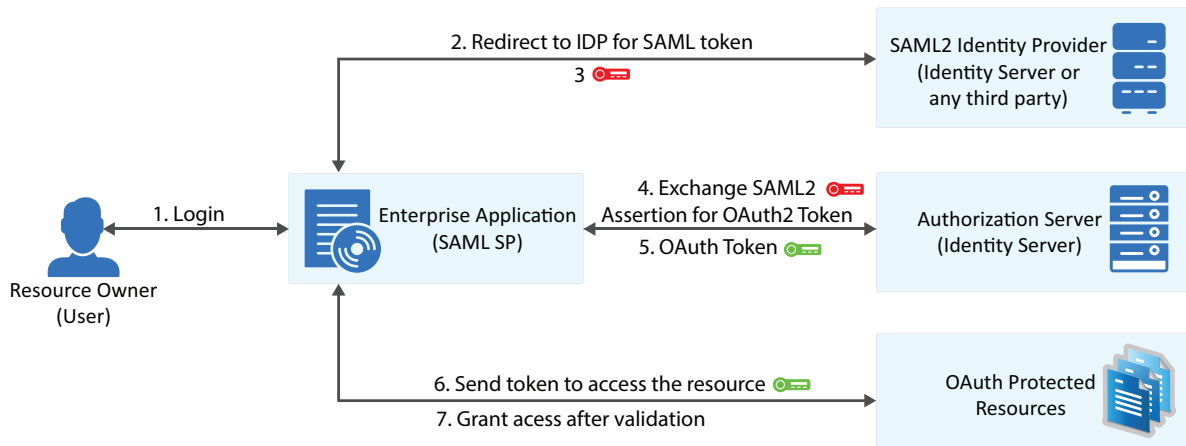 2. Redirect to IDP for SAML token
3
SAML2 Identity Provider
(Identity Server or
any third party)
1. Login
Resource Owner
(User)
Enterprise Application
(SAML SP)
4. Exchange SAML2
Assertion for OAuth2 Token
5. OAuth Token
Authorization Server
(Identity Server)
6. Send token to access the resource
7. Grant acess after validation
OAuth Protected
Resources